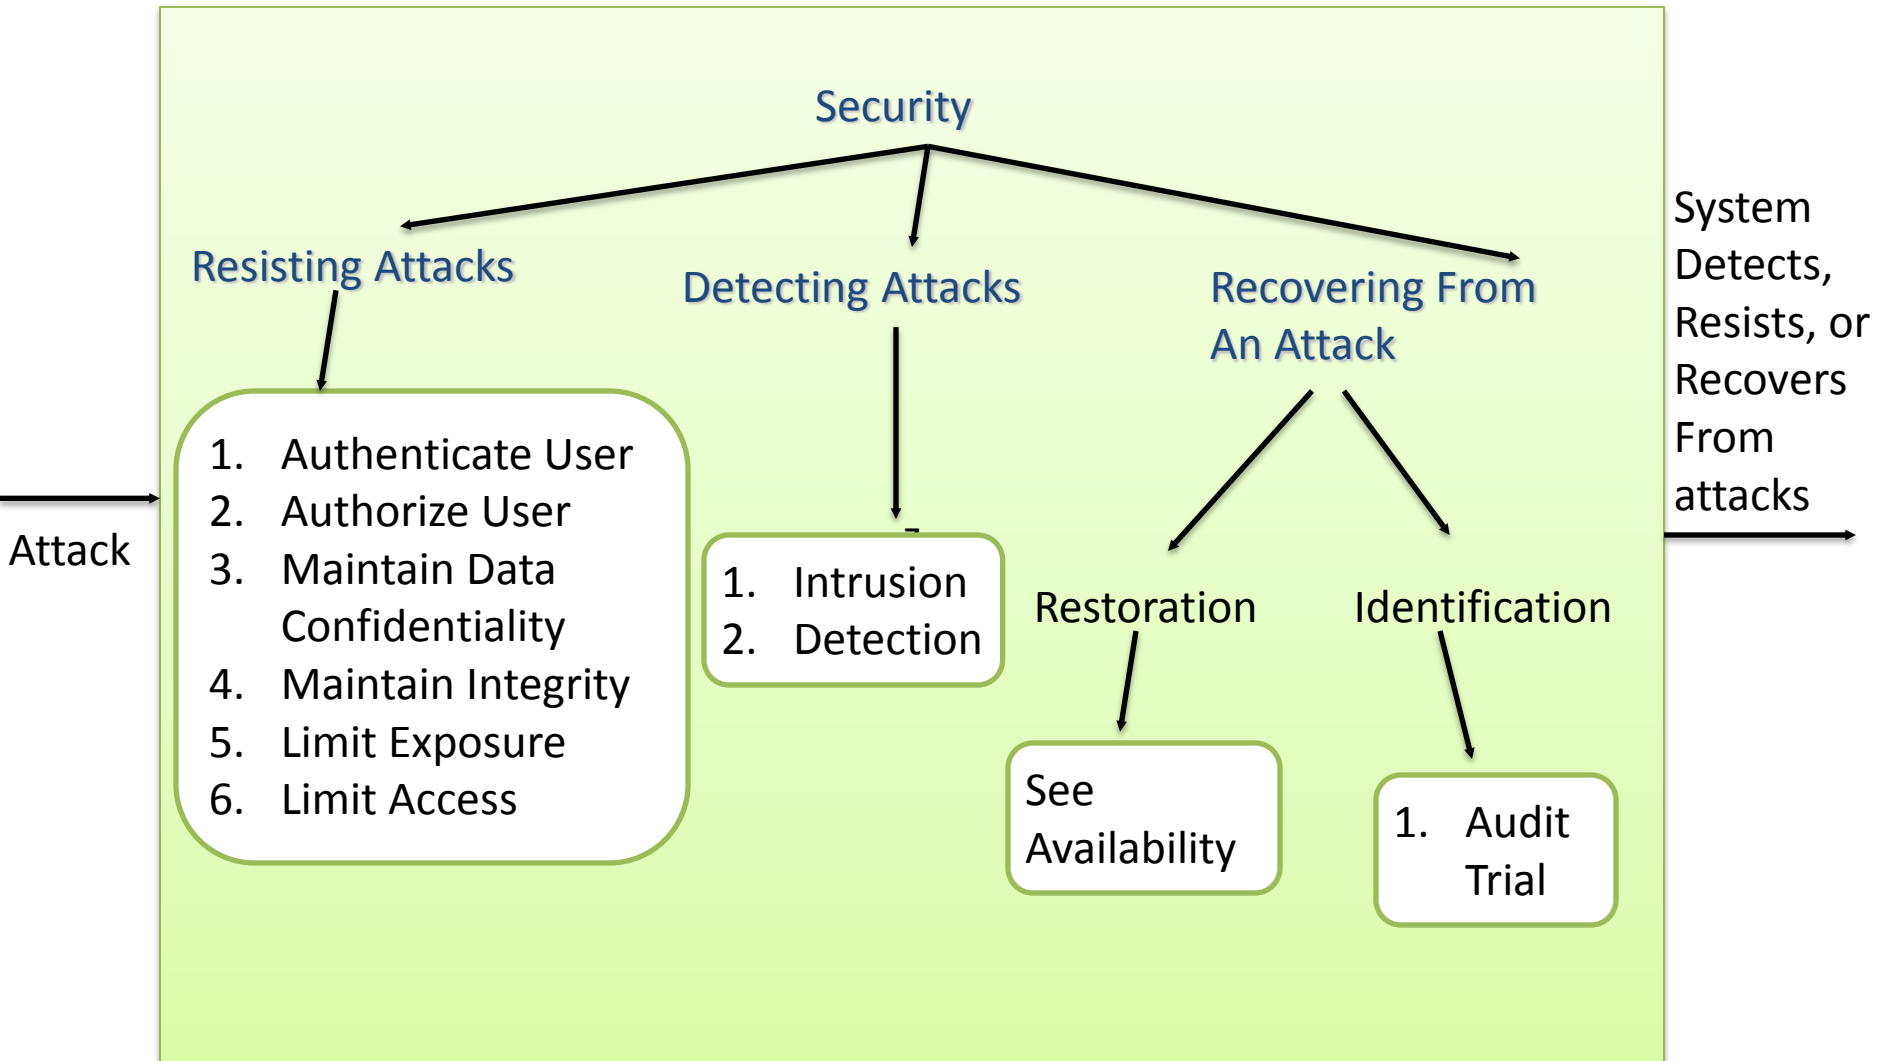 Security
Resisting Attacks
Detecting Attacks
Recovering From
An Attack
System
Detects,
Resists, or
Recovers
From
attacks
Attack
1. Authenticate User
2. Authorize User
3. Maintain Data
Confidentiality
4. Maintain Integrity
5. Limit Exposure
6. Limit Access
1. Intrusion
2. Detection
Restoration
Identification
See
Availability
1. Audit
Trial